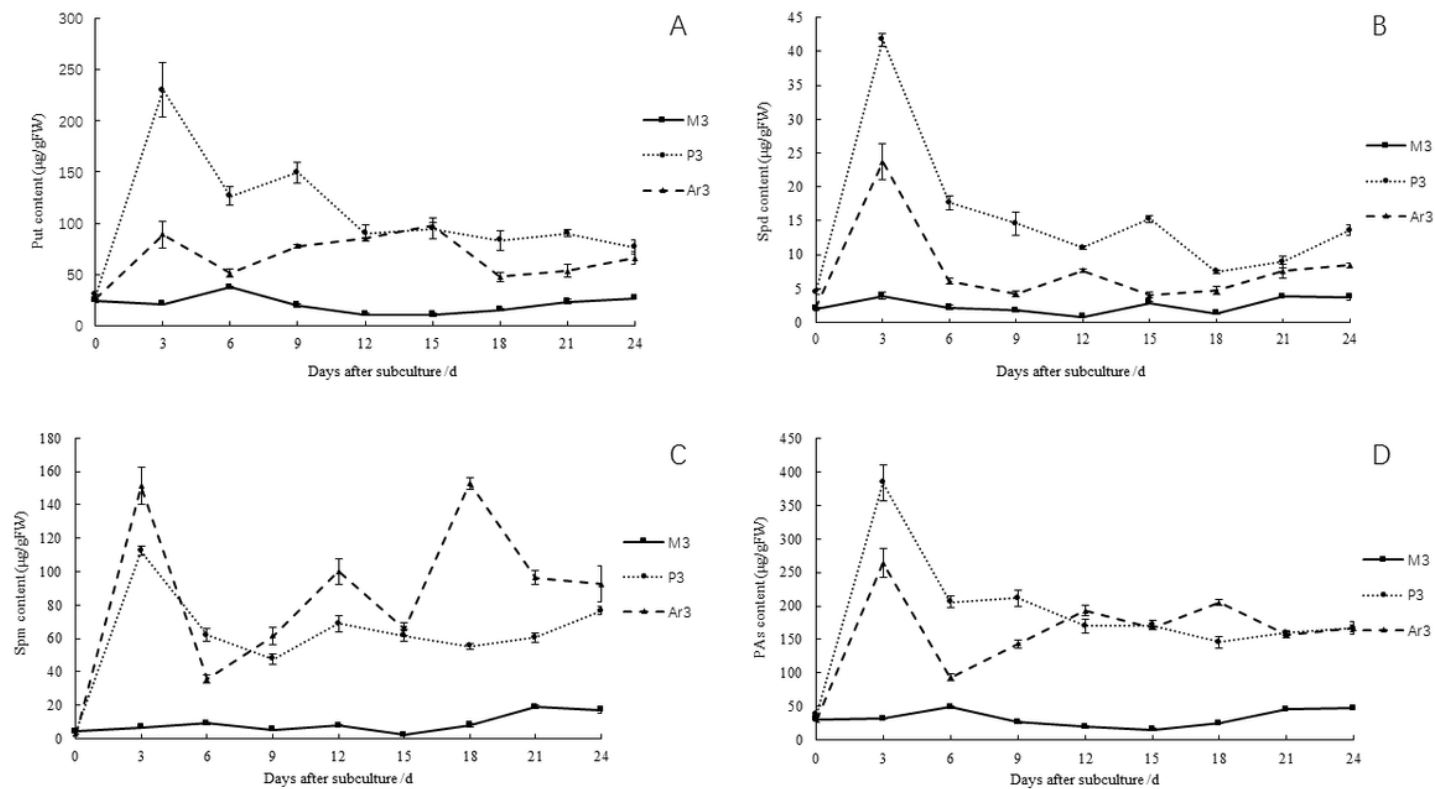 A
300
250
200
150
100
50
0
Put content (μg/gFW)
0 3 6 9 12 15 18 21 24
Days after subculture /d
M3
P3
Ar3
B
45
40
35
30
25
20
15
10
5
0
Spd content (μg/gFW)
0 3 6 9 12 15 18 21 24
Days after subculture /d
M3
P3
Ar3
C
180
160
140
120
100
80
60
40
20
0
Spm content (μg/gFW)
0 3 6 9 12 15 18 21 24
Days after subculture /d
M3
P3
Ar3
D
450
400
350
300
250
200
150
100
50
0
PAs content (μg/gFW)
0 3 6 9 12 15 18 21 24
Days after subculture /d
M3
P3
Ar3